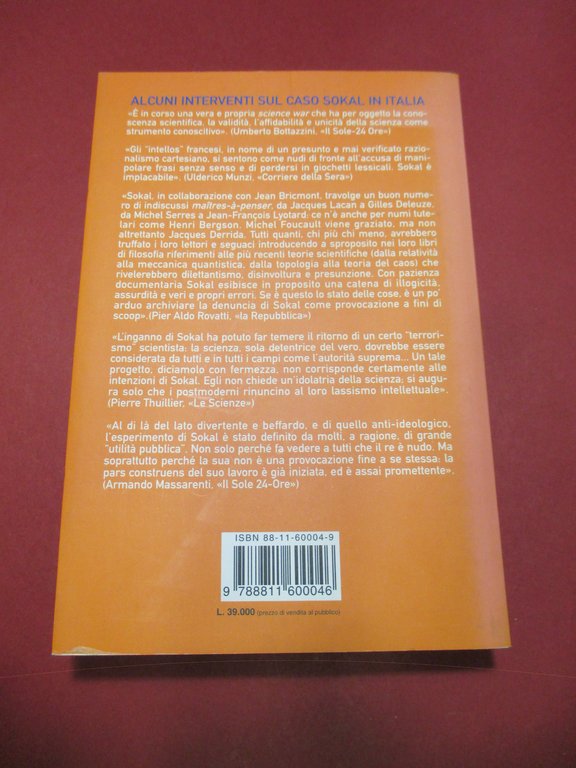 ALCUNI INTERVENTI SUL CASO SOKAL IN ITALIA
«È in corso una vera e propria science war che ha per oggetto la cono-
scenza scientifica, la validità, l'affidabilità e unicità della scienza come
strumento conoscitivo». (Umberto Bottazzini, «Il Sole-24 Ore»)
«Gli "intellos" francesi, in nome di un presunto e mai verificato razio-
nalismo cartesiano, si sentono come nudi di fronte all'accusa di mani-
polare frasi senza senso e di perdersi in giochetti lessicali. Sokal è
implacabile». (Ulderico Munzi, «Corriere della Sera»)
«Sokal, in collaborazione con Jean Bricmont, travolge un buon nume-
ro di indiscussi maîtres-à-penser, da Jacques Lacan a Gilles Deleuze,
da Michel Serres a Jean-François Lyotard: ce n'è anche per numi tute-
lari come Henri Bergson. Michel Foucault viene graziato, ma non
altrettanto Jacques Derrida. Tutti quanti, chi più chi meno, avrebbero
truffato i loro lettori e seguaci introducendo a sproposito nei loro libri
di filosofia riferimenti alle più recenti teorie scientifiche (dalla relatività
alla meccanica quantistica, dalla topologia alla teoria del caos) che
rivelerebbero dilettantismo, disinvoltura e presunzione. Con pazienza
documentaria Sokal esibisce in proposito una catena di illogicità,
assurdità e veri e propri errori. Se è questo lo stato delle cose, è un po'
arduo archiviare la denuncia di Sokal come provocazione a fini di
scoop».(Pier Aldo Rovatti, «la Repubblica»)
«L'inganno di Sokal ha potuto far temere il ritorno di un certo "terro-
rismo" scientista: la scienza, sola detentrice del vero, dovrebbe essere
considerata da tutti e in tutti i campi come l'autorità suprema... Un tale
progetto, diciamolo con fermezza, non corrisponde certamente alle
intenzioni di Sokal. Egli non chiede un'idolatria della scienza; si augu-
ra solo che i postmoderni rinuncino al loro lassismo intellettuale».
(Pierre Thuillier, «Le Scienze»)
«Al di là del lato divertente e beffardo, e di quello anti-ideologico,
l'esperimento di Sokal è stato definito da molti, a ragione, di grande
"utilità pubblica". Non solo perché fa vedere a tutti che il re è nudo. Ma
soprattutto perché la sua non è una provocazione fine a se stessa: la
pars construens del suo lavoro è già iniziata, ed è assai promettente».
(Armando Massarenti, «Il Sole 24-Ore»)
ISBN 88-11-60004-9
9 788811 600046
L. 39.000 (prezzo di vendita al pubblico)